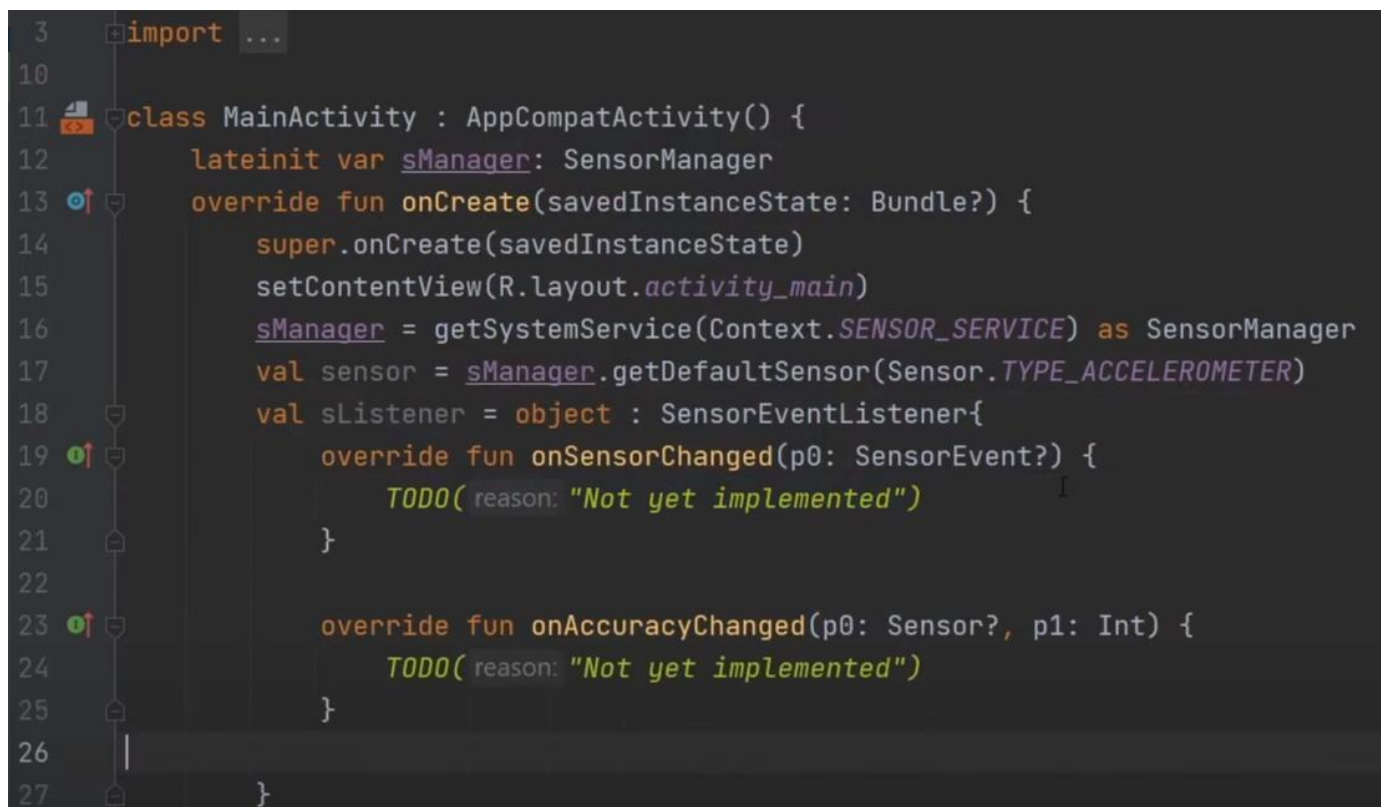 3 import ...
10
11 class MainActivity : AppCompatActivity() {
12 lateinit var sManager: SensorManager
13 override fun onCreate(savedInstanceState: Bundle?) {
14 super.onCreate(savedInstanceState)
15 setContentView(R.layout.activity_main)
16 sManager = getSystemService(Context.SENSOR_SERVICE) as SensorManager
17 val sensor = sManager.getDefaultSensor(Sensor.TYPE_ACCELEROMETER)
18 val sListener = object : SensorEventListener{
19 override fun onSensorChanged(p0: SensorEvent?) {
20 TODO( reason: "Not yet implemented")
21 }
22
23 override fun onAccuracyChanged(p0: Sensor?, p1: Int) {
24 TODO( reason: "Not yet implemented")
25 }
26
27 }